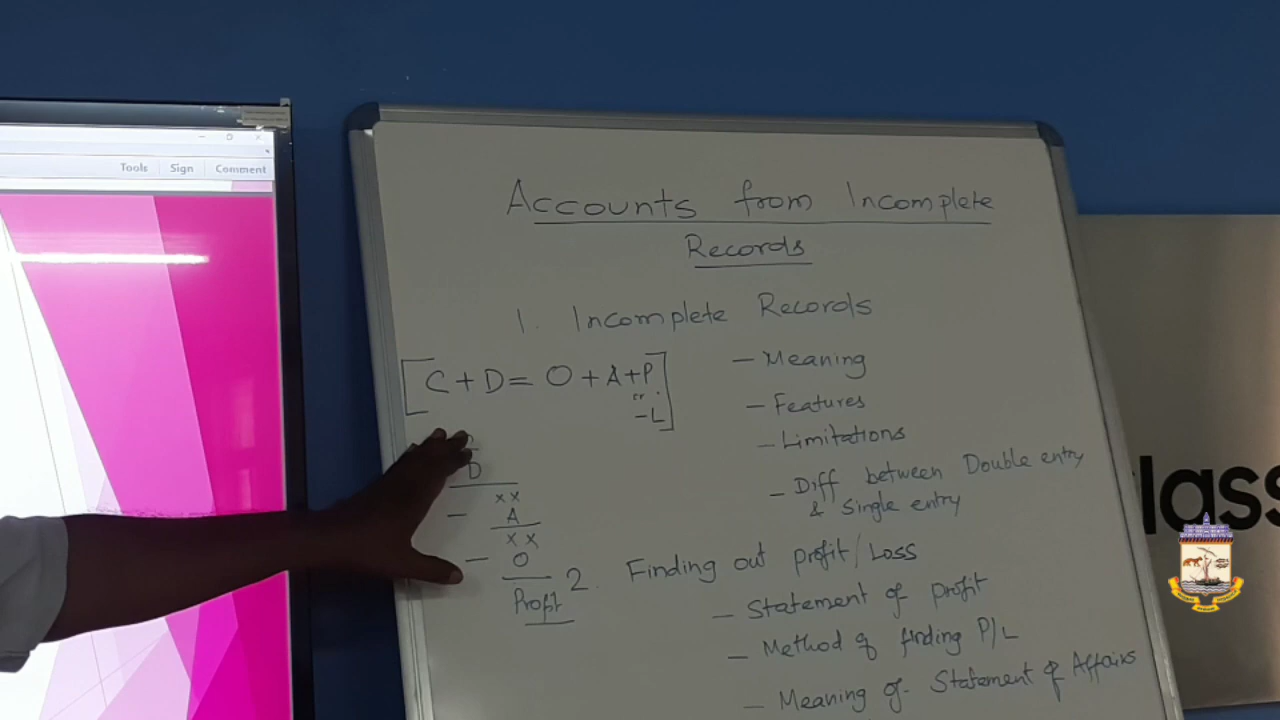 Tools Sign Comment
Accounts from Incomplete
Records
1. Incomplete Records
[C + D = O + A + P]
or
- L
- Meaning
- Features
- Limitations
- Diff between Double entry
& Single entry
D
x x
- A
x x
- O
Profit
2. Finding out profit/Loss
- Statement of profit
- Method of finding P/L
- Meaning of Statement of Affairs
lass